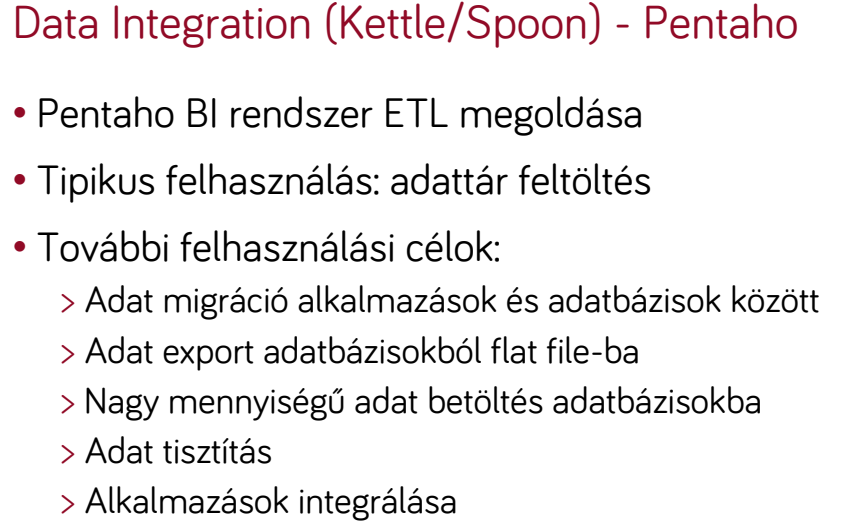 Data Integration (Kettle/Spoon) - Pentaho
• Pentaho BI rendszer ETL megoldása
• Tipikus felhasználás: adattár feltöltés
• További felhasználási célok:
> Adat migráció alkalmazások és adatbázisok között
> Adat export adatbázisokból flat file-ba
> Nagy mennyiségű adat betöltés adatbázisokba
> Adat tisztítás
> Alkalmazások integrálása